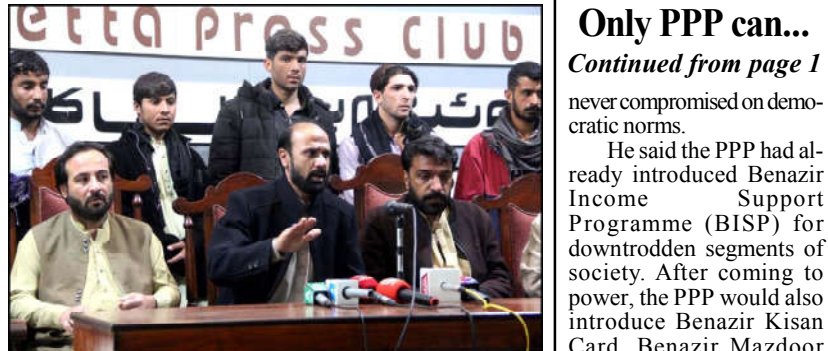 etta press club
Only PPP can...
Continued from page 1
never compromised on demo-
cratic norms.
He said the PPP had al-
ready introduced Benazir
Income Support
Programme (BISP) for
downtrodden segments of
society. After coming to
power, the PPP would also
introduce Benazir Kisan
Card, Benazir Mazdoor